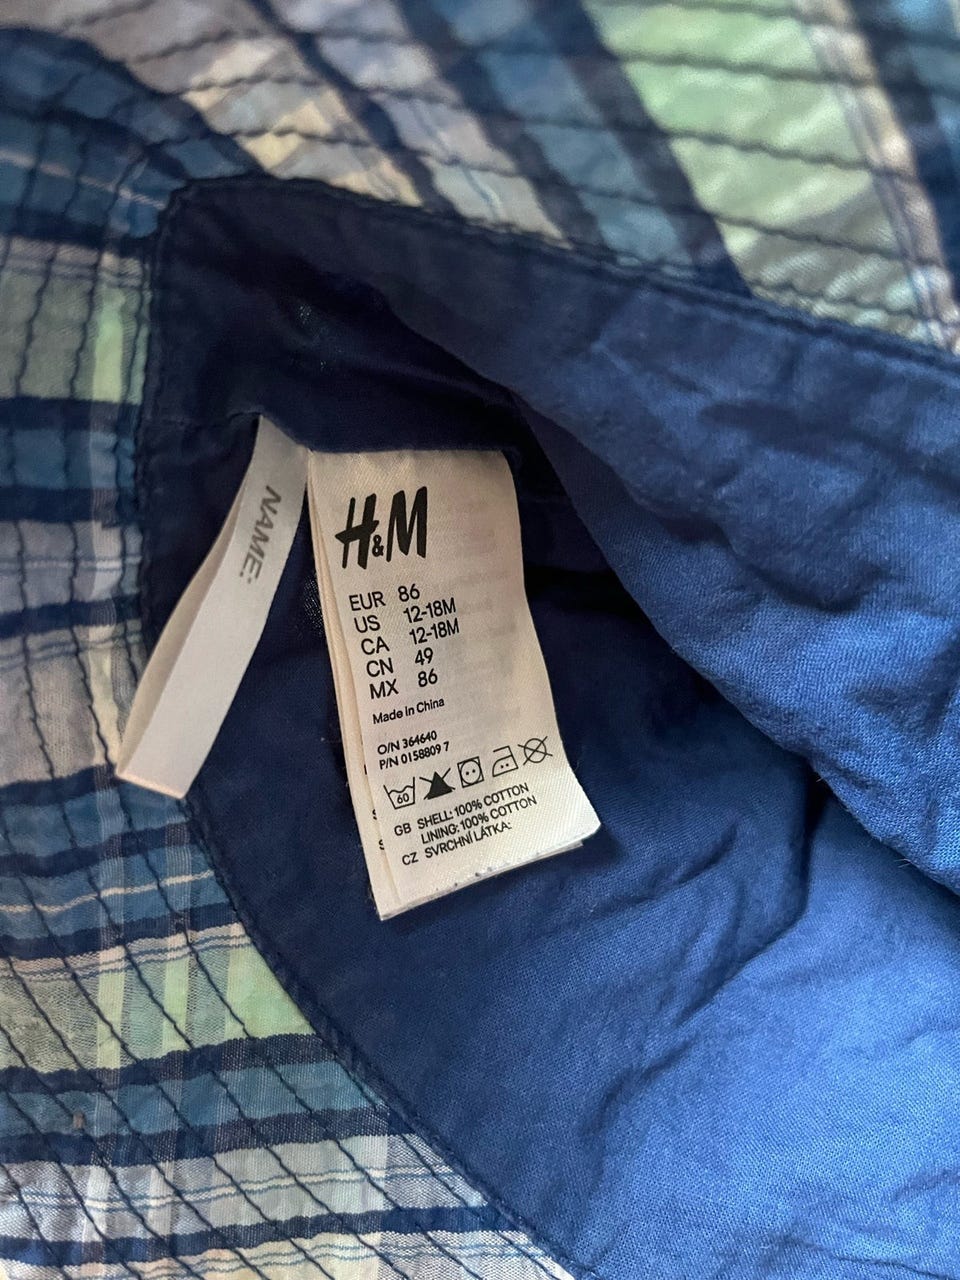 NAME:
H&M
EUR 86
US 12-18M
CA 12-18M
CN 49
MX 86
Made in China
O/N 364640
P/N 0158809 7
60
GB SHELL: 100% COTTON
LINING: 100% COTTON
CZ SVRCHNÍ LÁTKA: